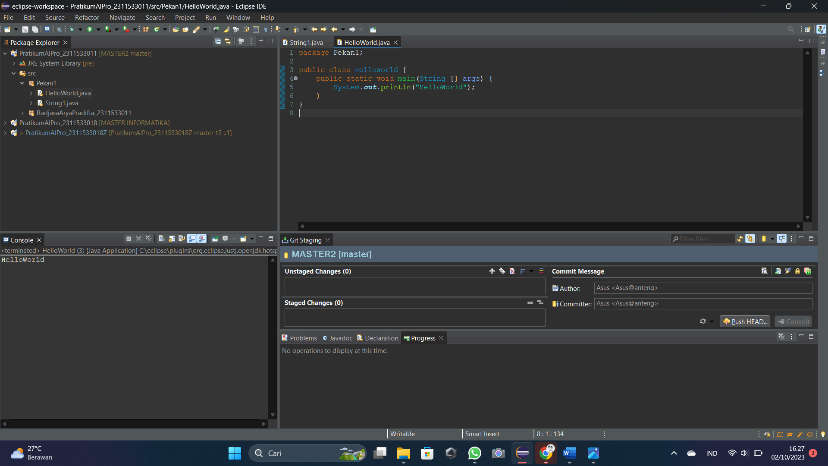 eclipse-workspace - PratikumAlPro_2311533011/src/Pekan1/HelloWorld.java - Eclipse IDE
File Edit Source Refactor Navigate Search Project Run Window Help
Package Explorer
String1.java HelloWorld.java
PratikumAlPro_2311533011 [MASTER2 master]
JRE System Library [jre]
src
Pekan1
HelloWorld.java
String1.java
PratikumAlPro_2311533018 [MASTER INFORMATIKA]
1 package Pekan1;
2
3 public class HelloWorld {
4 public static void main(String [] args) {
5 System.out.println("HelloWorld");
6 }
7 }
8
Console
<terminated> HelloWorld (3) [Java Application] C:\eclipse\plugins\org.eclipse.justj.openjdk.hotsp
HelloWorld
Git Staging
Filter files
MASTER2 [master]
Unstaged Changes (0)
Staged Changes (0)
Commit Message
Author: Asus <Asus@anteng>
Committer: Asus <Asus@anteng>
Push HEAD... Commit
Problems Javadoc Declaration Progress
No operations to display at this time.
Writable Smart Insert 8 : 1 : 134
27°C
Berawan
Cari
IND
16.27
02/10/2023